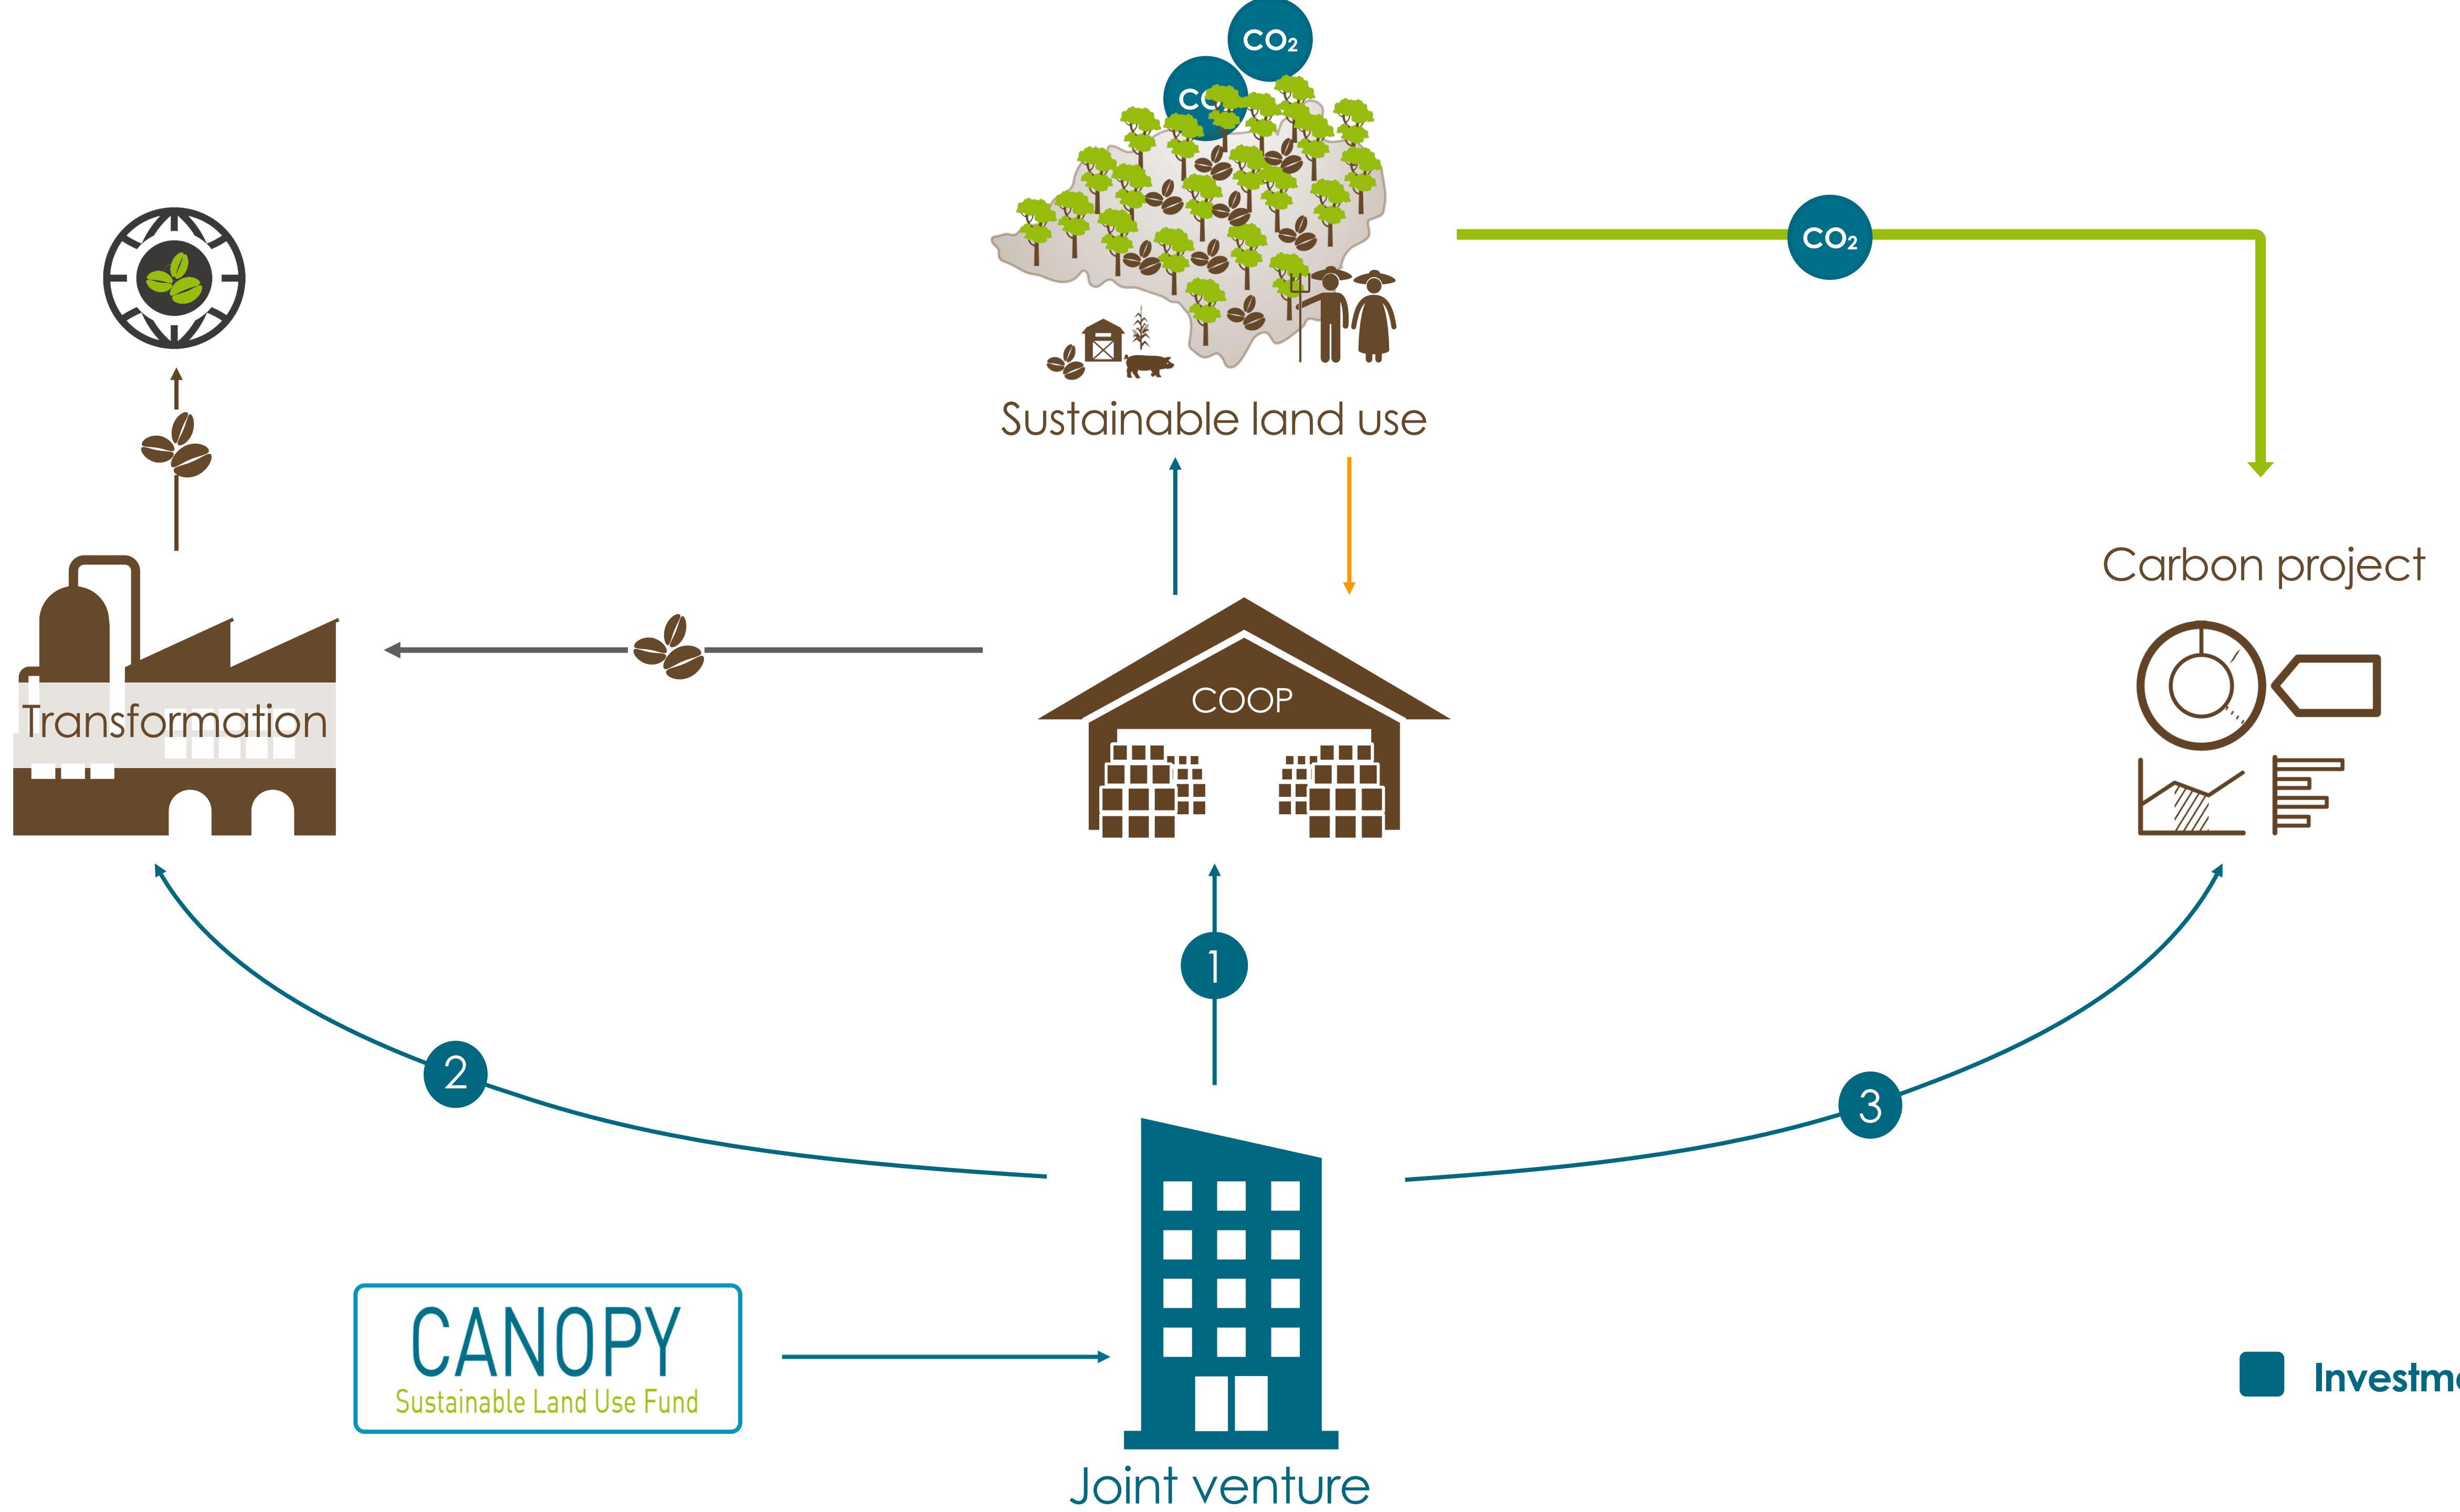 CO₂
CO₂
Sustainable land use
Carbon project
COOP
Transformation
1
2
3
CANOPY
Sustainable Land Use Fund
Joint venture